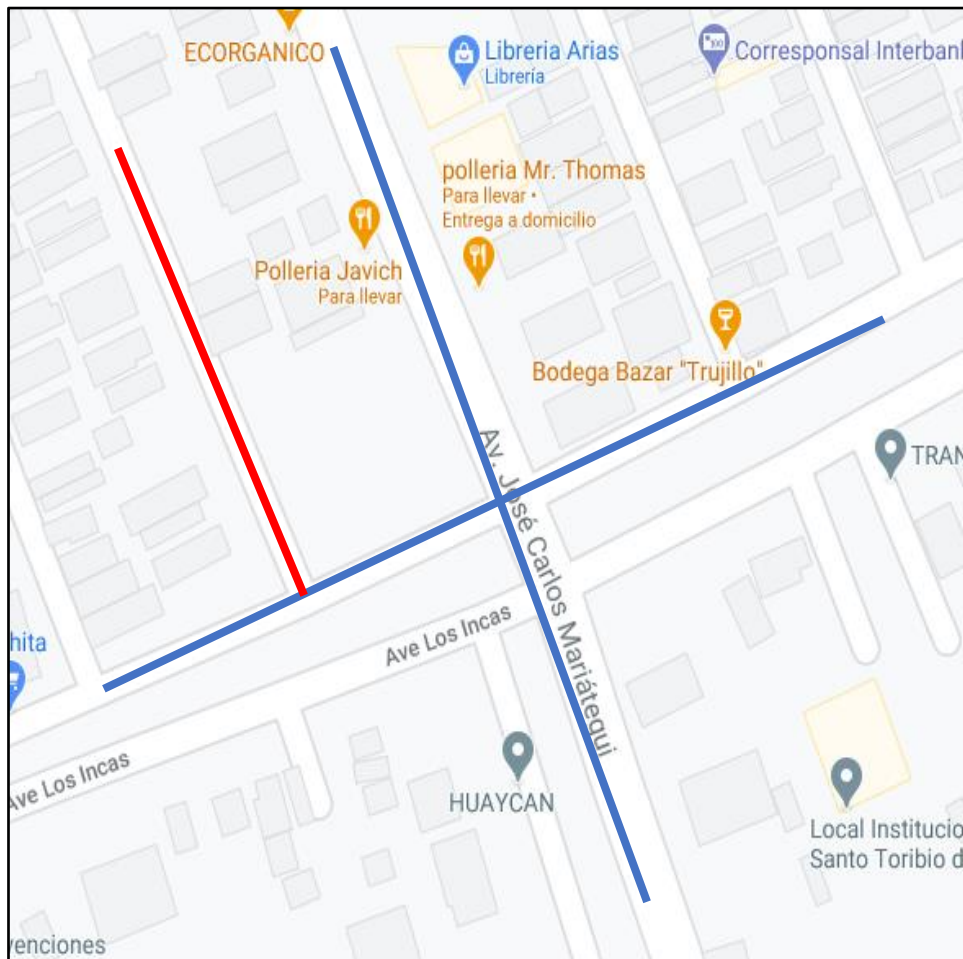 ECORGANICO
Libreria Arias
Librería
Corresponsal Interbank
polleria Mr. Thomas
Para llevar •
Entrega a domicilio
Polleria Javich
Para llevar
Bodega Bazar "Trujillo"
Av. José Carlos Mariátegui
TRAN
Ave Los Incas
hita
Ave Los Incas
HUAYCAN
Local Institucio
Santo Toribio d
venciones